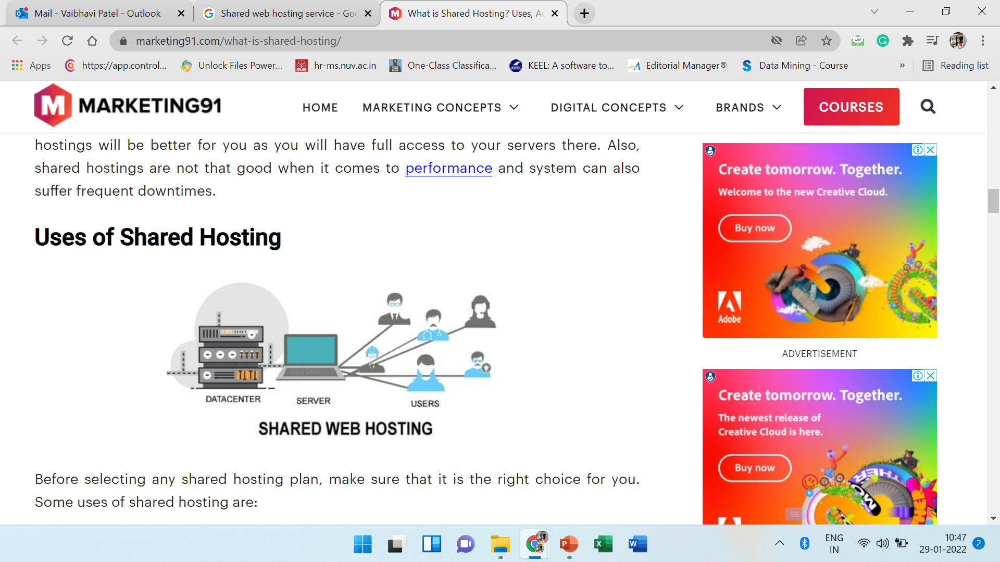 Mail - Vaibhavi Patel - Outlook
Shared web hosting service - Goo
What is Shared Hosting? Uses, Ad
marketing91.com/what-is-shared-hosting/
Apps
https://app.control...
Unlock Files Power...
hr-ms.nuv.ac.in
One-Class Classifica...
KEEL: A software to...
Editorial Manager®
Data Mining - Course
»
Reading list
M MARKETING91
HOME
MARKETING CONCEPTS
DIGITAL CONCEPTS
BRANDS
COURSES
hostings will be better for you as you will have full access to your servers there. Also,
shared hostings are not that good when it comes to performance and system can also
suffer frequent downtimes.
Uses of Shared Hosting
DATACENTER
SERVER
USERS
SHARED WEB HOSTING
Before selecting any shared hosting plan, make sure that it is the right choice for you.
Some uses of shared hosting are:
Create tomorrow. Together.
Welcome to the new Creative Cloud.
Buy now
Adobe
ADVERTISEMENT
Create tomorrow. Together.
The newest release of
Creative Cloud is here.
Buy now
ENG
IN
10:47
29-01-2022
2